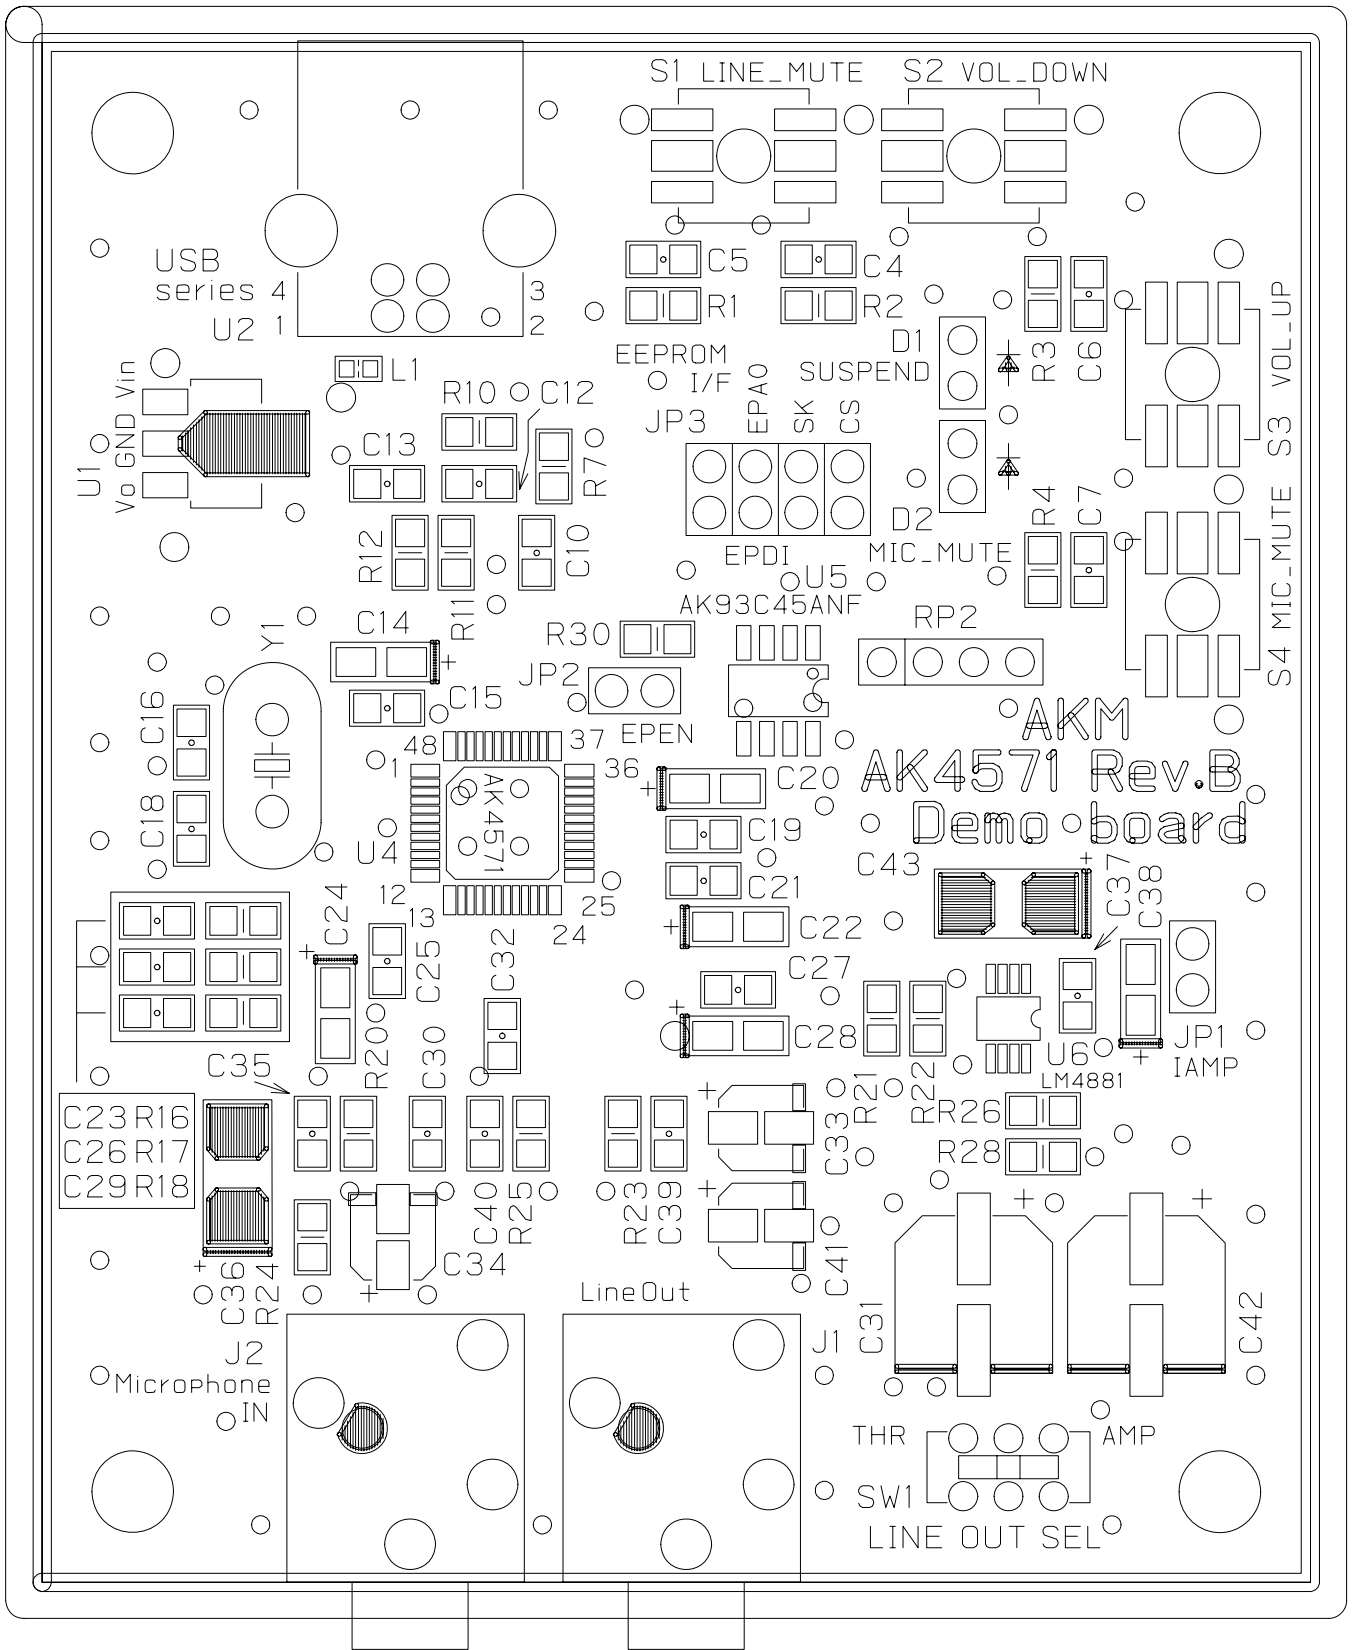 S1 LINE_MUTE
S2 VOL_DOWN
USB
series 4
3
U2 1
2
C5
C4
R1
R2
R3
C6
S3 VOL_UP
D1
SUSPEND
EEPROM
I/F
JP3
EPA0
SK
CS
L1
U1
Vo GND Vin
R10
C12
C13
R7
D2
MIC_MUTE
R4
C7
S4 MIC_MUTE
R12
R11
C10
EPDI
U5
AK93C45ANF
RP2
Y1
C14
+
R30
JP2
EPEN
C15
C16
C18
48
37
1
36
AK4571
U4
12
13
25
24
AKM
AK4571 Rev.B
Demo board
+
C20
C19
C21
+
C22
C27
+
C28
C43
+
C37
C38
C24
+
C25
C32
JP1
IAMP
+
U6
LM4881
R21
R22
C35
R20
C30
C23 R16
C26 R17
C29 R18
R26
R28
+
C33
C40
R25
R23
C39
+
C41
+
C36
R24
+
C34
LineOut
+
C31
+
C42
J2
Microphone
IN
J1
THR
AMP
SW1
LINE OUT SEL